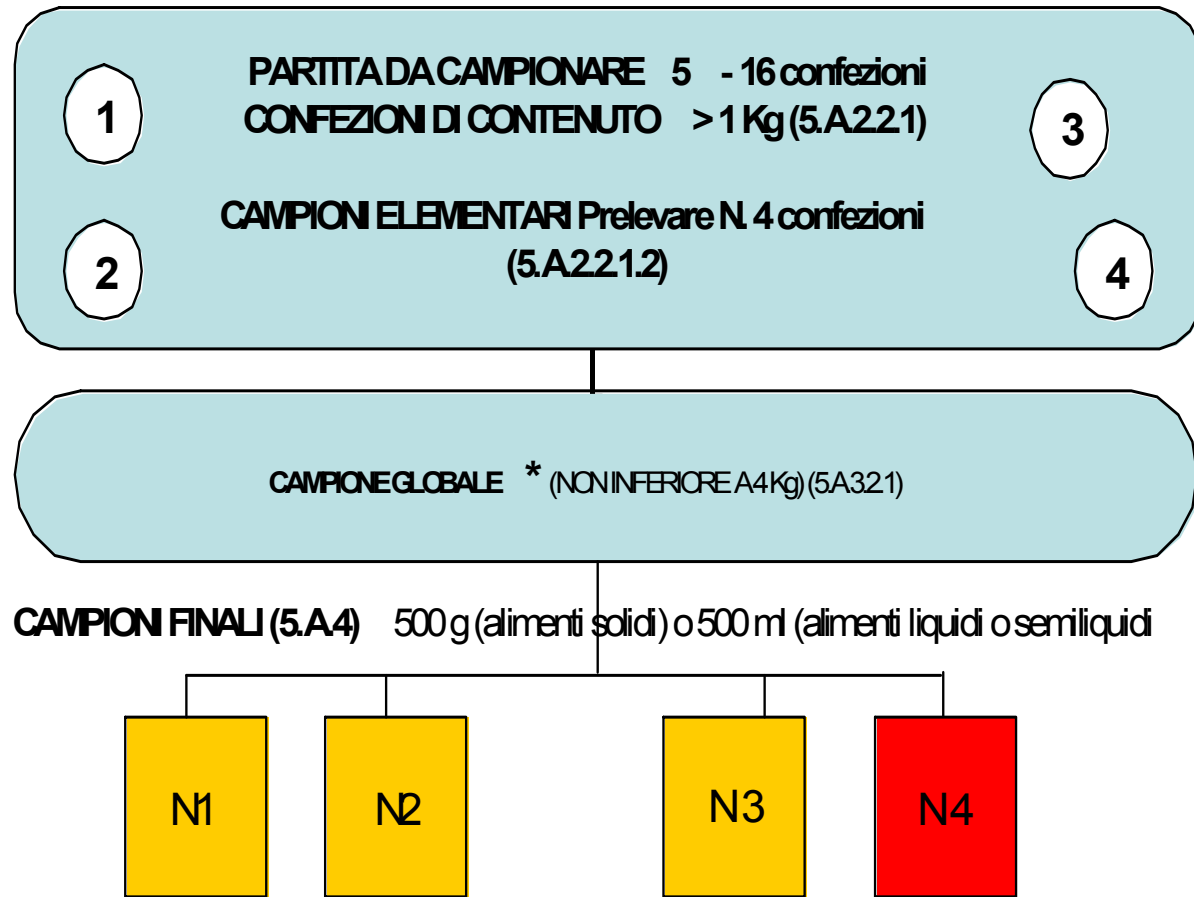 PARTITA DA CAMPIONARE 5 - 16 confezioni
CONFEZIONI DI CONTENUTO > 1 Kg (5.A.2.2.1)
1
3
CAMPIONI ELEMENTARI Prelevare N. 4 confezioni
(5.A.2.2.1.2)
2
4
CAMPIONE GLOBALE * (NON INFERIORE A 4 Kg) (5.A.3.2.1)
CAMPIONI FINALI (5.A.4) 500 g (alimenti solidi) o 500 ml (alimenti liquidi o semiliquidi
N1 N2 N3 N4